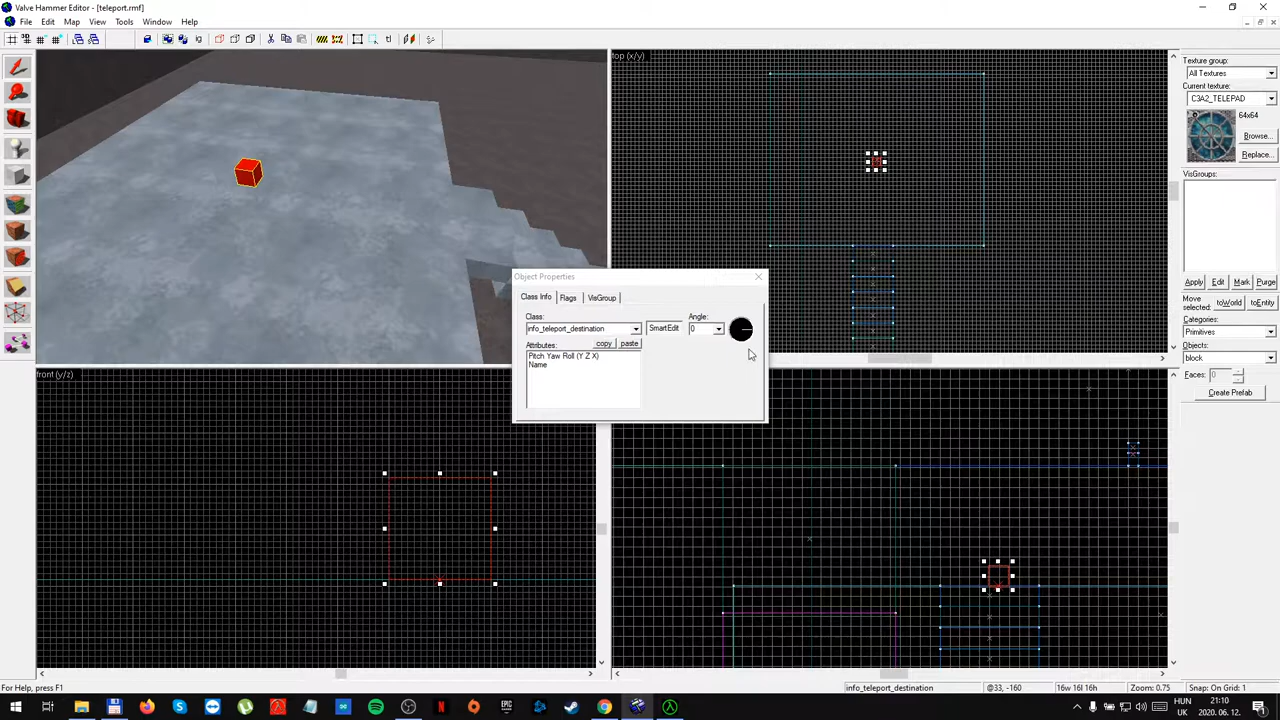 Valve Hammer Editor - [teleport.rmf]
File Edit Map View Tools Window Help
top (x/y)
Texture group:
All Textures
Current texture:
C3A2_TELEPAD
64x64
Browse...
Replace...
VisGroups:
Apply Edit Mark Purge
Move
selected:
toWorld toEntity
Categories:
Primitives
Objects:
block
Faces: 0
Create Prefab
Object Properties
Class Info Flags VisGroup
Class:
info_teleport_destination
SmartEdit
Angle:
0
Attributes: copy paste
Pitch Yaw Roll (Y Z X)
Name
front (y/z)
For Help, press F1
info_teleport_destination
@33, -160
16w 16l 16h
Zoom: 0.75
Snap: On Grid: 1
EPIC
GAMES
HUN
UK
21:10
2020. 06. 12.